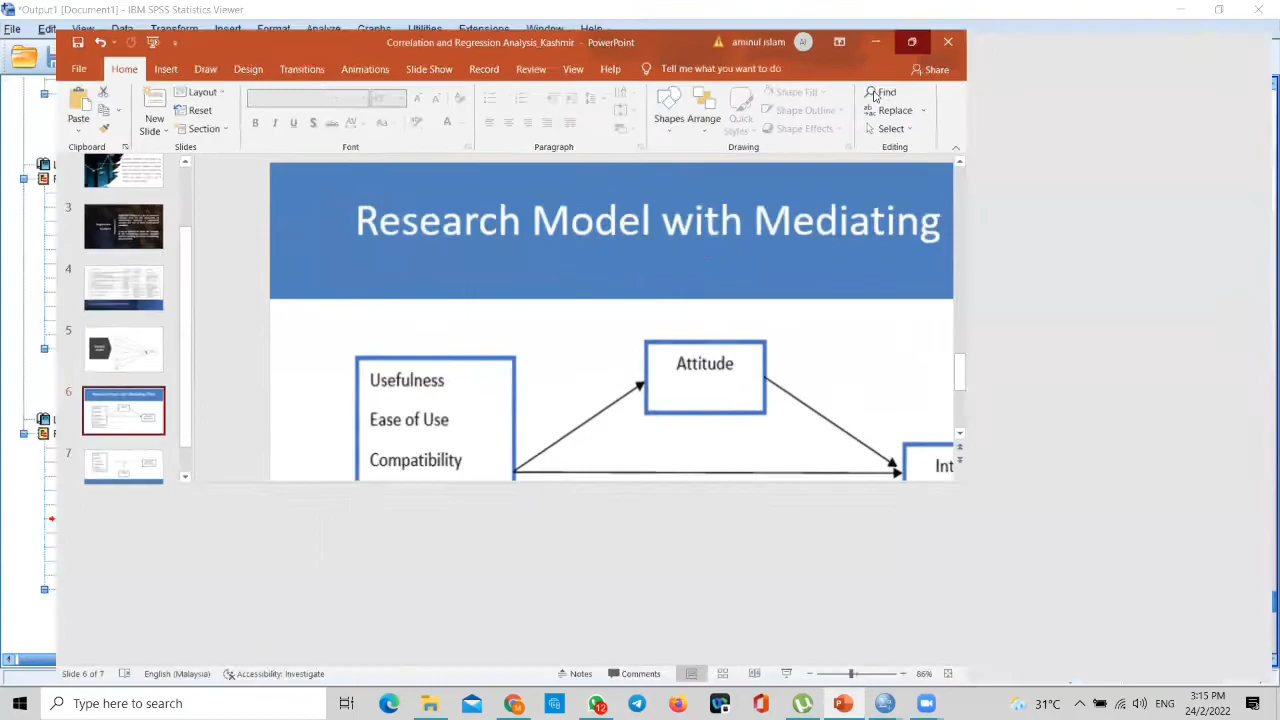 *Output1 [Document1] - IBM SPSS Statistics Viewer
File Edit View Data Transform Insert Format Analyze Graphs Utilities Extensions Window Help
Correlation and Regression Analysis_Kashmir - PowerPoint
aminul islam
AI
File Home Insert Draw Design Transitions Animations Slide Show Record Review View Help Tell me what you want to do Share
Paste
New Slide
Layout
Reset
Section
B I U S ab AV Aa A
Shapes Arrange Quick Styles
Shape Fill
Shape Outline
Shape Effects
Find
Replace
Select
Clipboard Slides Font Paragraph Drawing Editing
3
4
5
6
7
Research Model with Mediating
Attitude
Usefulness
Ease of Use
Compatibility
Int
Slide 6 of 7 English (Malaysia) Accessibility: Investigate Notes Comments 86%
Type here to search
12
31°C ENG
3:15 PM
24/2/2022